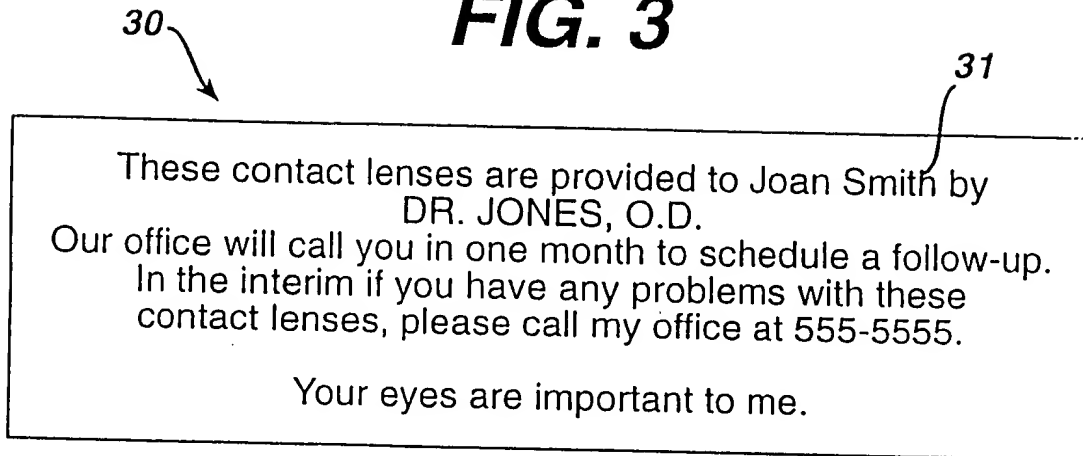 FIG. 3
30
31
These contact lenses are provided to Joan Smith by
DR. JONES, O.D.
Our office will call you in one month to schedule a follow-up.
In the interim if you have any problems with these
contact lenses, please call my office at 555-5555.
Your eyes are important to me.